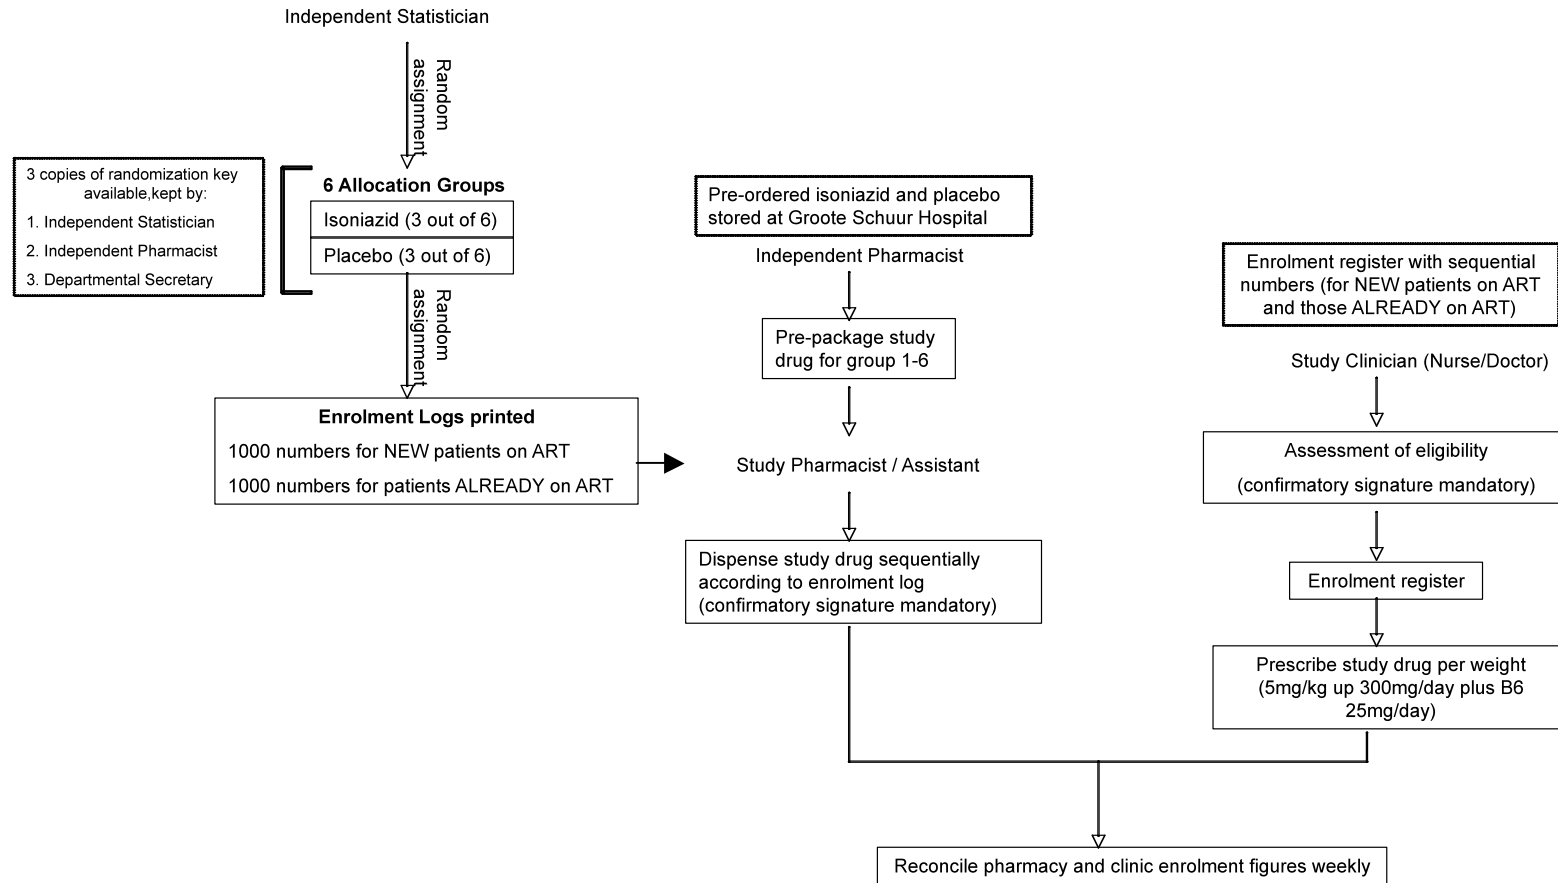 Independent Statistician
Random
assignment
3 copies of randomization key
available,kept by:
1. Independent Statistician
2. Independent Pharmacist
3. Departmental Secretary
6 Allocation Groups
Isoniazid (3 out of 6)
Placebo (3 out of 6)
Random
assignment
Enrolment Logs printed
1000 numbers for NEW patients on ART
1000 numbers for patients ALREADY on ART
Pre-ordered isoniazid and placebo
stored at Groote Schuur Hospital
Independent Pharmacist
Pre-package study
drug for group 1-6
Study Pharmacist / Assistant
Dispense study drug sequentially
according to enrolment log
(confirmatory signature mandatory)
Enrolment register with sequential
numbers (for NEW patients on ART
and those ALREADY on ART)
Study Clinician (Nurse/Doctor)
Assessment of eligibility
(confirmatory signature mandatory)
Enrolment register
Prescribe study drug per weight
(5mg/kg up 300mg/day plus B6
25mg/day)
Reconcile pharmacy and clinic enrolment figures weekly